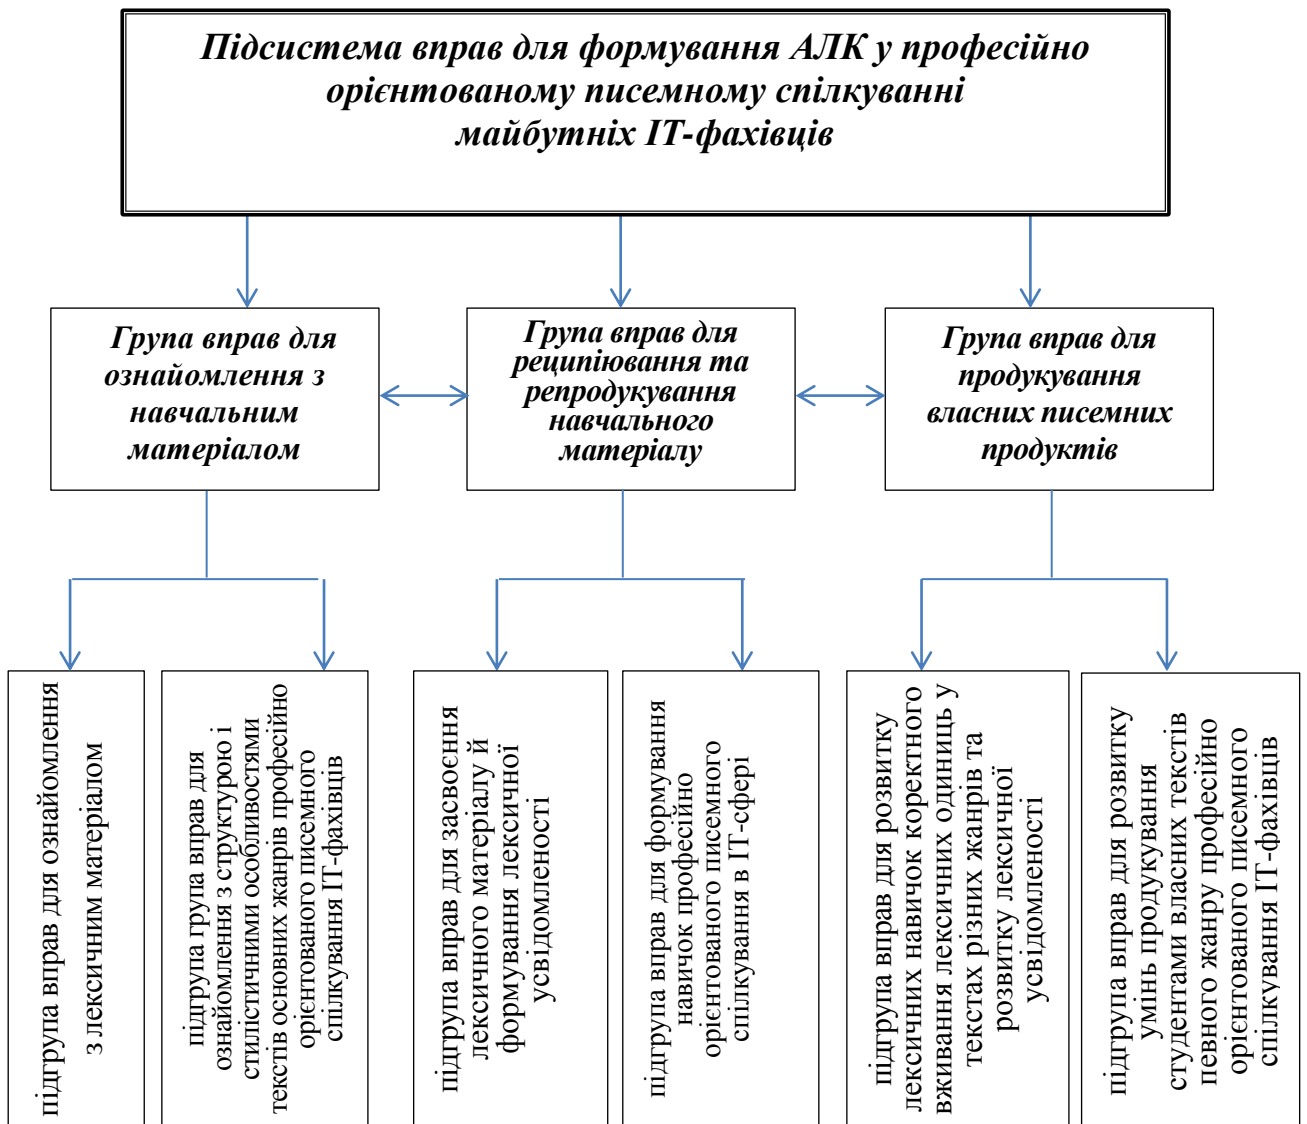 Підсистема вправ для формування АЛК у професійно
орієнтованому писемному спілкуванні
майбутніх ІТ-фахівців
Група вправ для
ознайомлення з
навчальним
матеріалом
Група вправ для
реципіювання та
репродукування
навчального
матеріалу
Група вправ для
продукування
власних писемних
продуктів
підгрупа вправ для ознайомлення
з лексичним матеріалом
підгрупа група вправ для
ознайомлення з структурою і
стилістичними особливостями
текстів основних жанрів професійно
орієнтованого писемного
спілкування ІТ-фахівців
підгрупа вправ для засвоєння
лексичного матеріалу й
формування лексичної
усвідомленості
підгрупа вправ для формування
навичок професійно
орієнтованого писемного
спілкування в ІТ-сфері
підгрупа вправ для розвитку
лексичних навичок коректного
вживання лексичних одиниць у
текстах різних жанрів та
розвитку лексичної
усвідомленості
підгрупа вправ для розвитку
умінь продукування
студентами власних текстів
певного жанру професійно
орієнтованого писемного
спілкування ІТ-фахівців